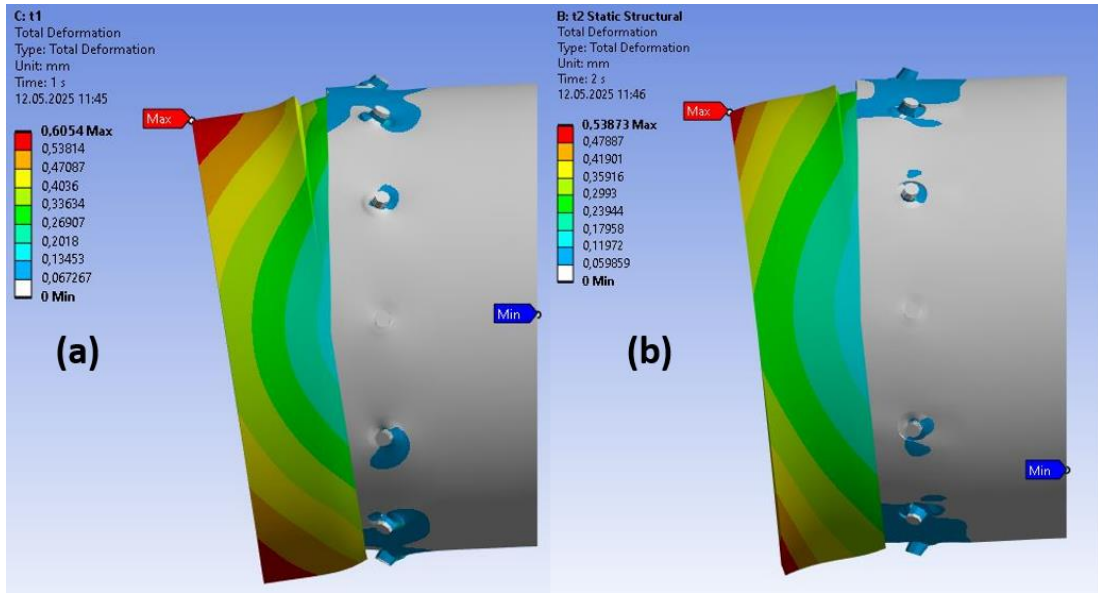 C: t1
Total Deformation
Type: Total Deformation
Unit: mm
Time: 1 s
12.05.2025 11:45
0,6054 Max
0,53814
0,47087
0,4036
0,33634
0,26907
0,2018
0,13453
0,067267
0 Min
Max
Min
(a)
B: t2 Static Structural
Total Deformation
Type: Total Deformation
Unit: mm
Time: 2 s
12.05.2025 11:46
0,53873 Max
0,47887
0,41901
0,35916
0,2993
0,23944
0,17958
0,11972
0,059859
0 Min
Max
(b)
Min